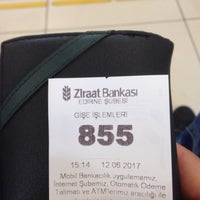 Ziraat Bankası
EDİRNE ŞUBESİ
GİŞE İŞLEMLERİ
855
15:14 12.06.2017
Mobil Bankacılık uygulamamız,
İnternet Şubemiz, Otomatik Ödeme
Talimatı ve ATM'lerimiz aracılığı ile